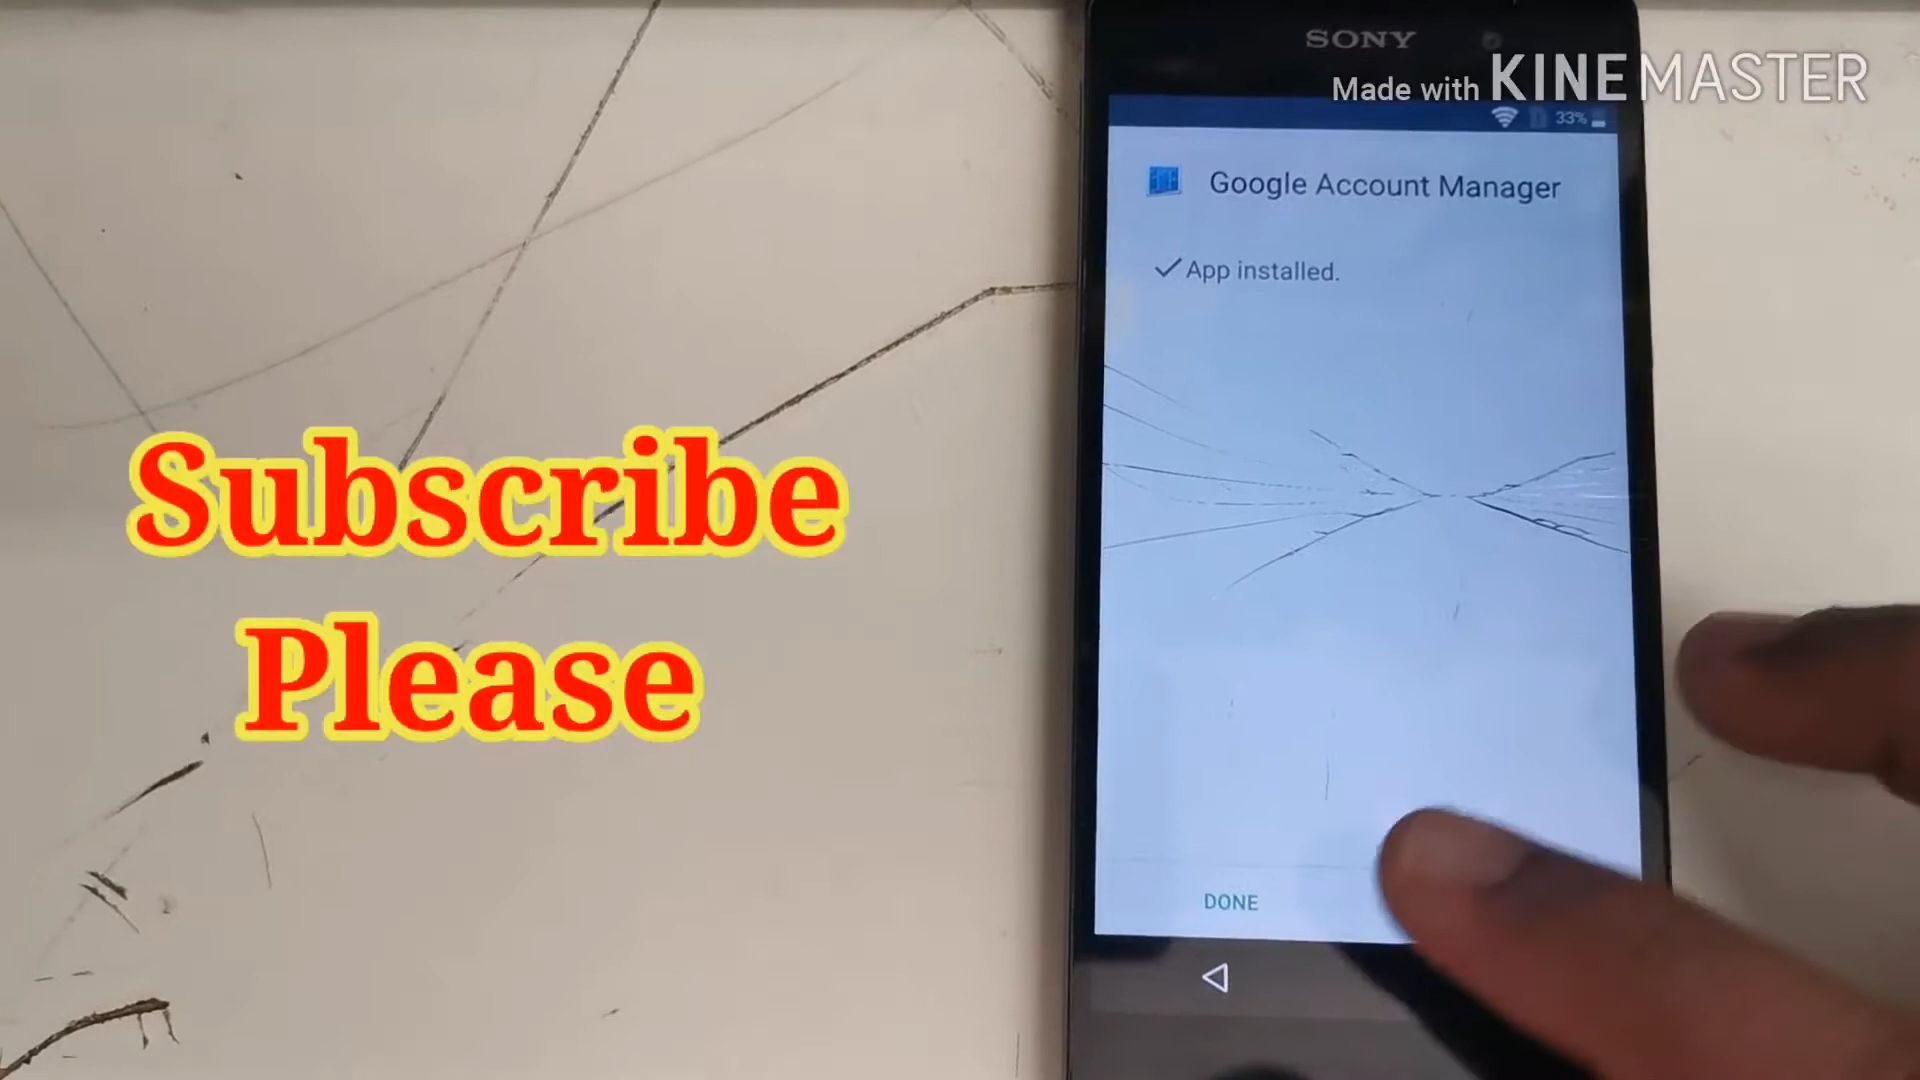 SONY
Made with KINEMASTER
33%
Google Account Manager
App installed.
Subscribe
Please
DONE